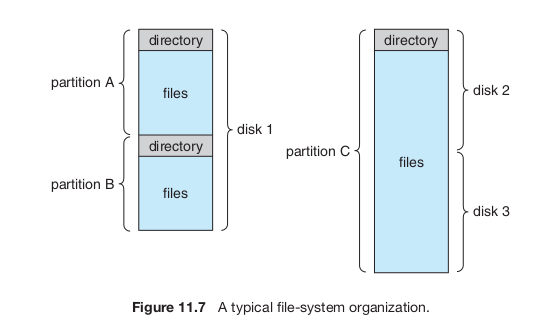 directory
partition A
files
disk 1
directory
partition B
files
directory
disk 2
partition C
files
disk 3
Figure 11.7 A typical file-system organization.